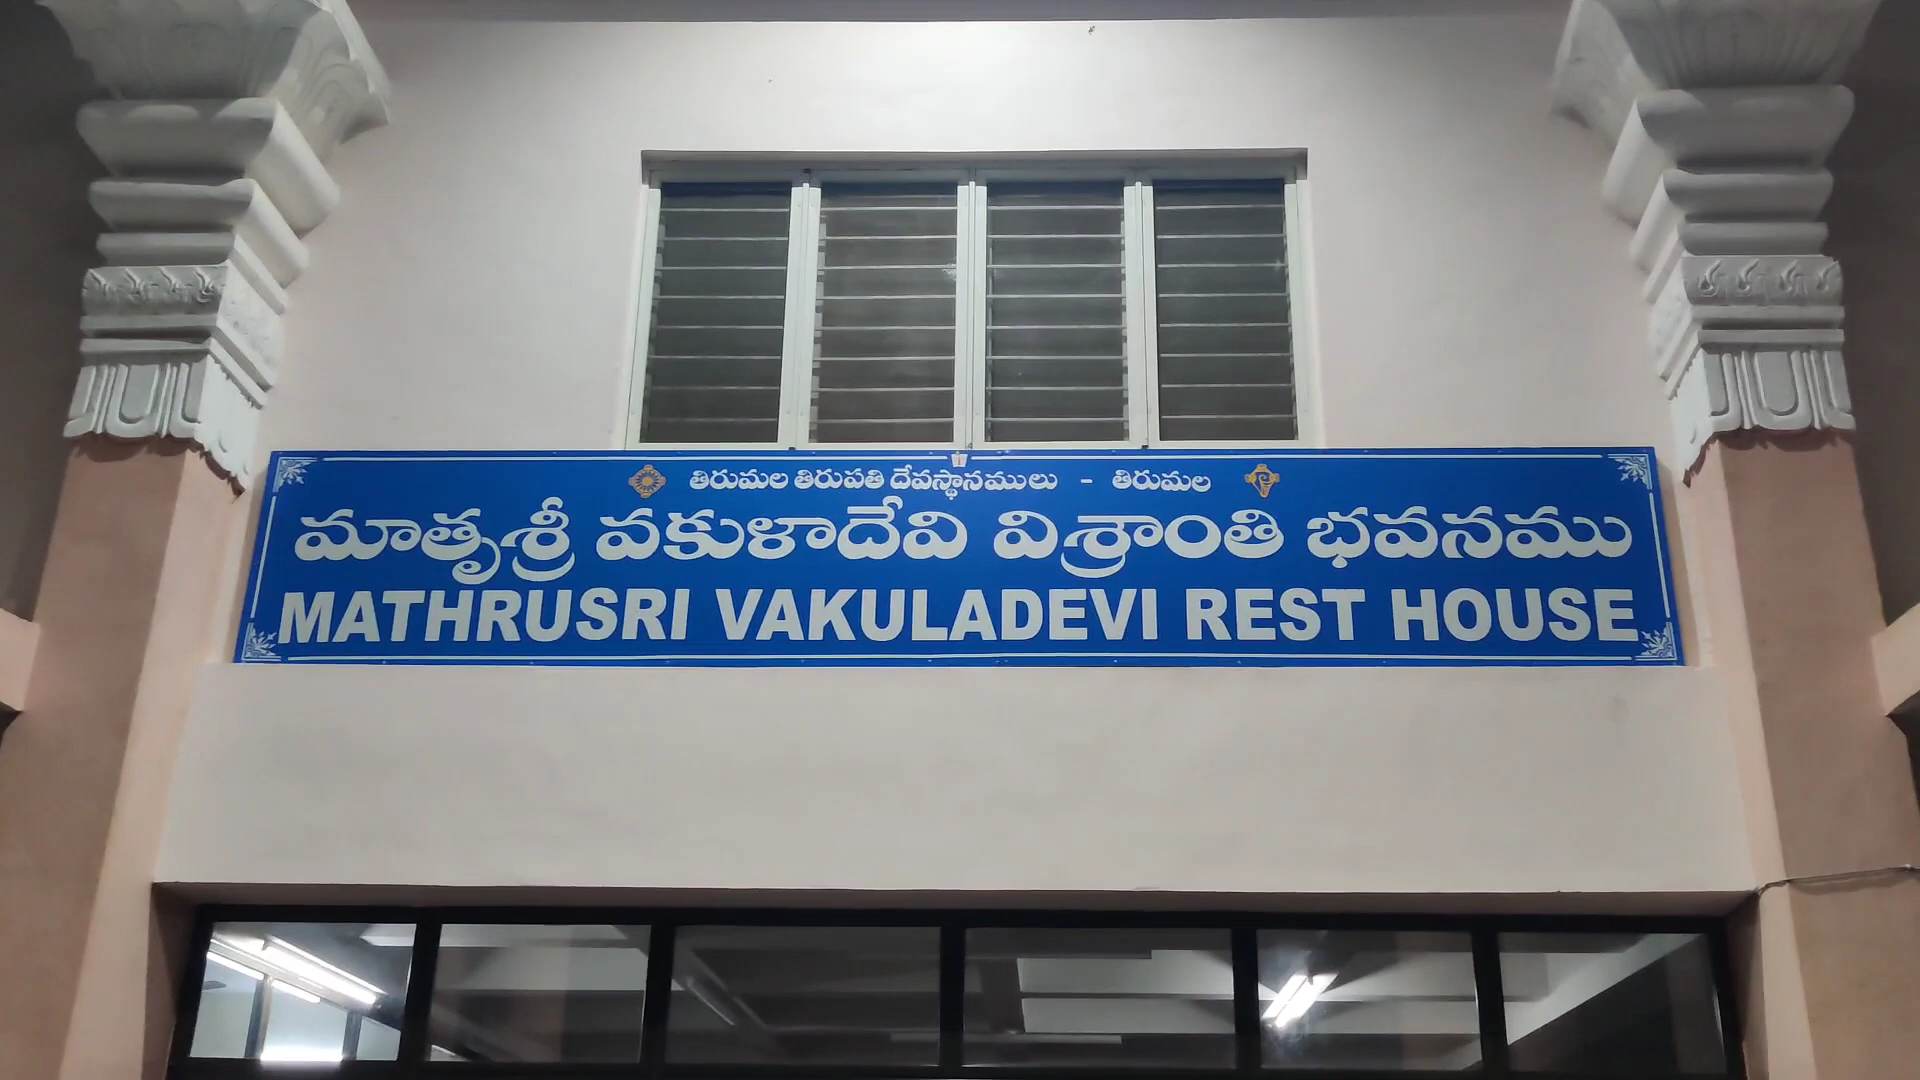 తిరుమల తిరుపతి దేవస్థానములు - తిరుమల
మాతృశ్రీ వకుళాదేవి విశ్రాంతి భవనము
MATHRUSRI VAKULADEVI REST HOUSE